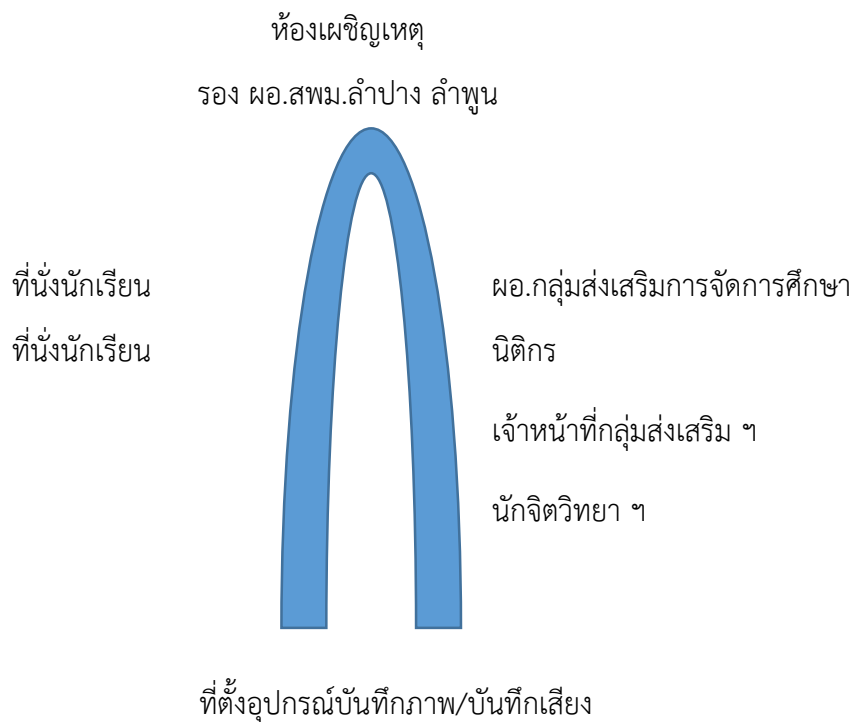 ห้องเผชิญเหตุ
รอง ผอ.สพม.ลำปาง ลำพูน
ที่นั่งนักเรียน
ที่นั่งนักเรียน
ผอ.กลุ่มส่งเสริมการจัดการศึกษา
นิติกร
เจ้าหน้าที่กลุ่มส่งเสริม ฯ
นักจิตวิทยา ฯ
ที่ตั้งอุปกรณ์บันทึกภาพ/บันทึกเสียง